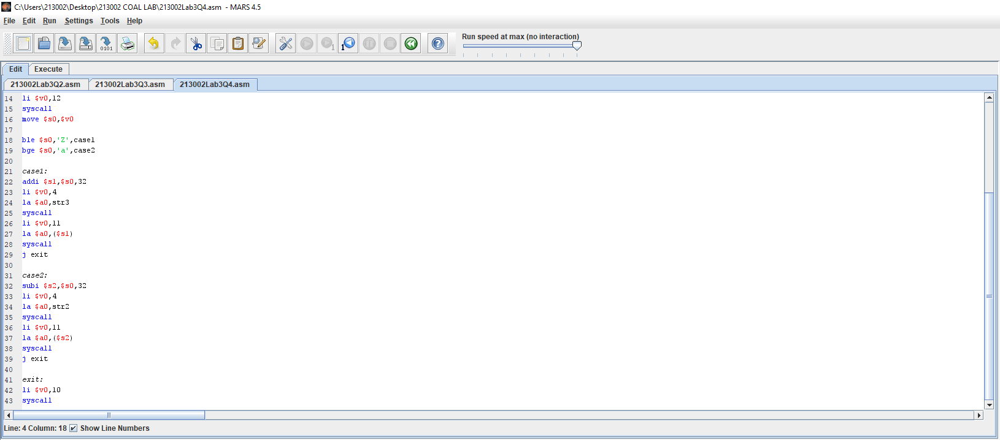 C:\Users\213002\Desktop\213002 COAL LAB\213002Lab3Q4.asm - MARS 4.5
File Edit Run Settings Tools Help
Run speed at max (no interaction)
0101
1
1
Edit Execute
213002Lab3Q2.asm 213002Lab3Q3.asm 213002Lab3Q4.asm
14 li $v0,12
15 syscall
16 move $s0,$v0
17
18 ble $s0,'Z',case1
19 bge $s0,'a',case2
20
21 case1:
22 addi $s1,$s0,32
23 li $v0,4
24 la $a0,str3
25 syscall
26 li $v0,11
27 la $a0,($s1)
28 syscall
29 j exit
30
31 case2:
32 subi $s2,$s0,32
33 li $v0,4
34 la $a0,str2
35 syscall
36 li $v0,11
37 la $a0,($s2)
38 syscall
39 j exit
40
41 exit:
42 li $v0,10
43 syscall
Line: 4 Column: 18 Show Line Numbers